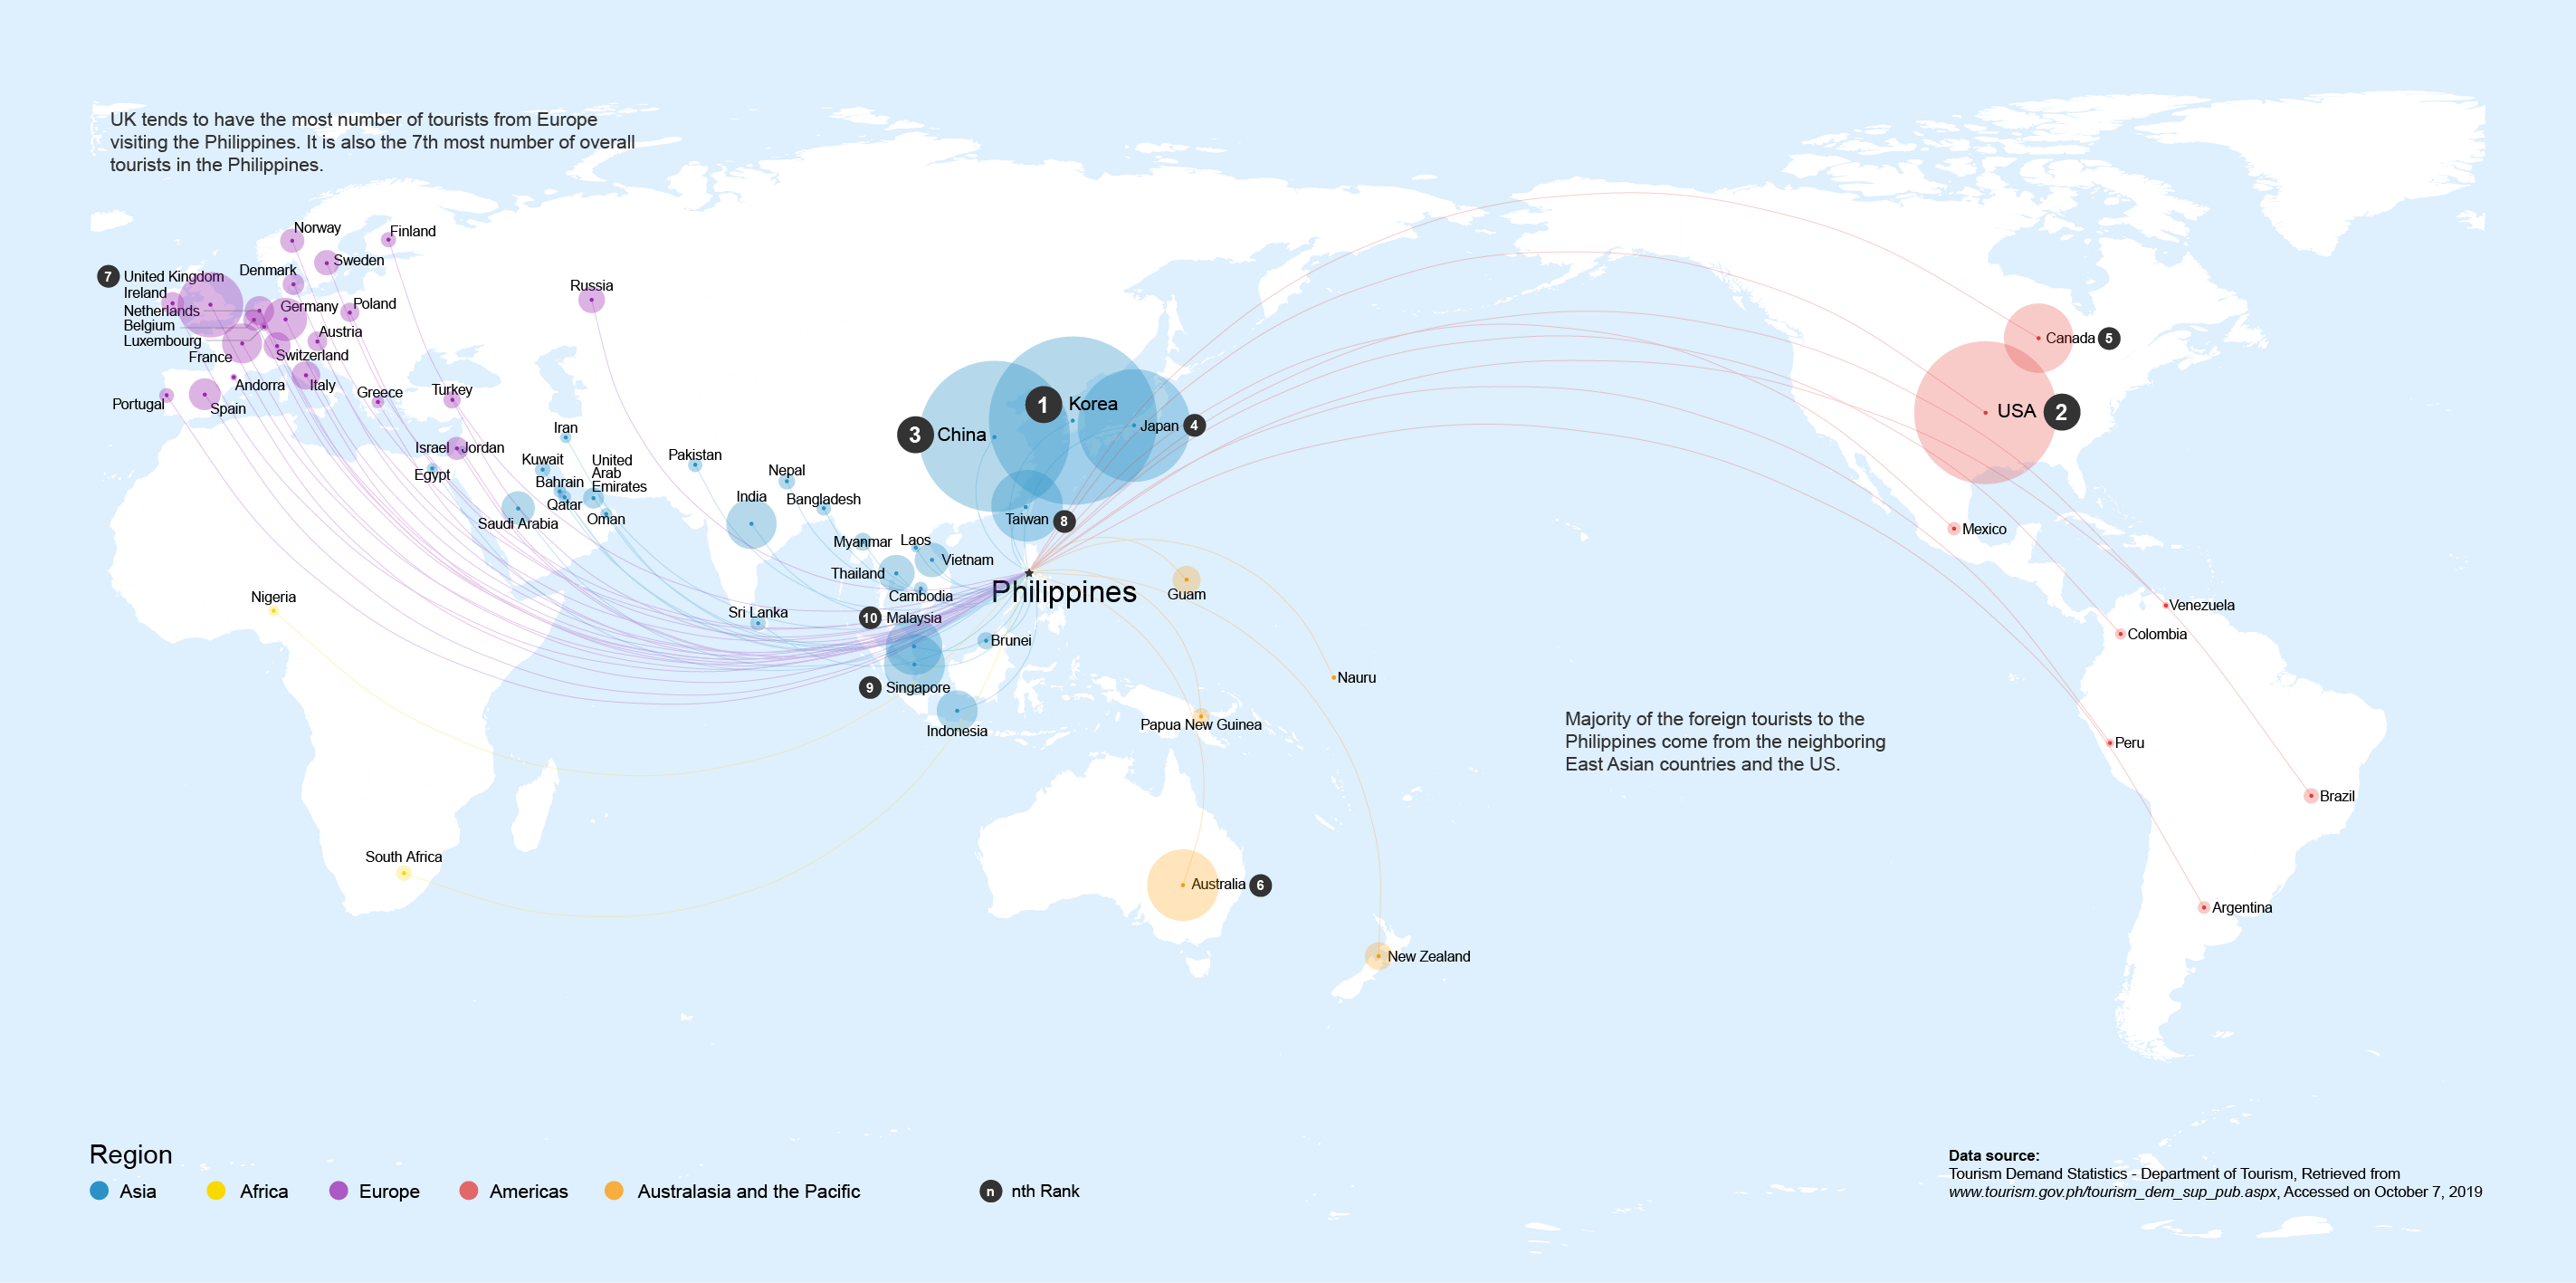 UK tends to have the most number of tourists from Europe
visiting the Philippines. It is also the 7th most number of overall
tourists in the Philippines.
Norway
Finland
Sweden
Denmark
7 United Kingdom
Ireland
Netherlands
Belgium
Luxembourg
Germany
Poland
Austria
France
Switzerland
Andorra
Italy
Portugal
Spain
Greece
Turkey
Russia
Israel
Jordan
Egypt
Iran
Kuwait
Bahrain
Qatar
United
Arab
Emirates
Oman
Saudi Arabia
Pakistan
India
Nepal
Bangladesh
Sri Lanka
Myanmar
Laos
Vietnam
Thailand
Cambodia
10 Malaysia
9 Singapore
Indonesia
Brunei
3 China
1 Korea
Japan 4
Taiwan 8
Philippines
Guam
Nauru
Papua New Guinea
Australia 6
New Zealand
Nigeria
South Africa
Canada 5
USA 2
Mexico
Venezuela
Colombia
Peru
Brazil
Argentina
Majority of the foreign tourists to the
Philippines come from the neighboring
East Asian countries and the US.
Region
Asia
Africa
Europe
Americas
Australasia and the Pacific
n nth Rank
Data source:
Tourism Demand Statistics - Department of Tourism, Retrieved from
www.tourism.gov.ph/tourism_dem_sup_pub.aspx, Accessed on October 7, 2019